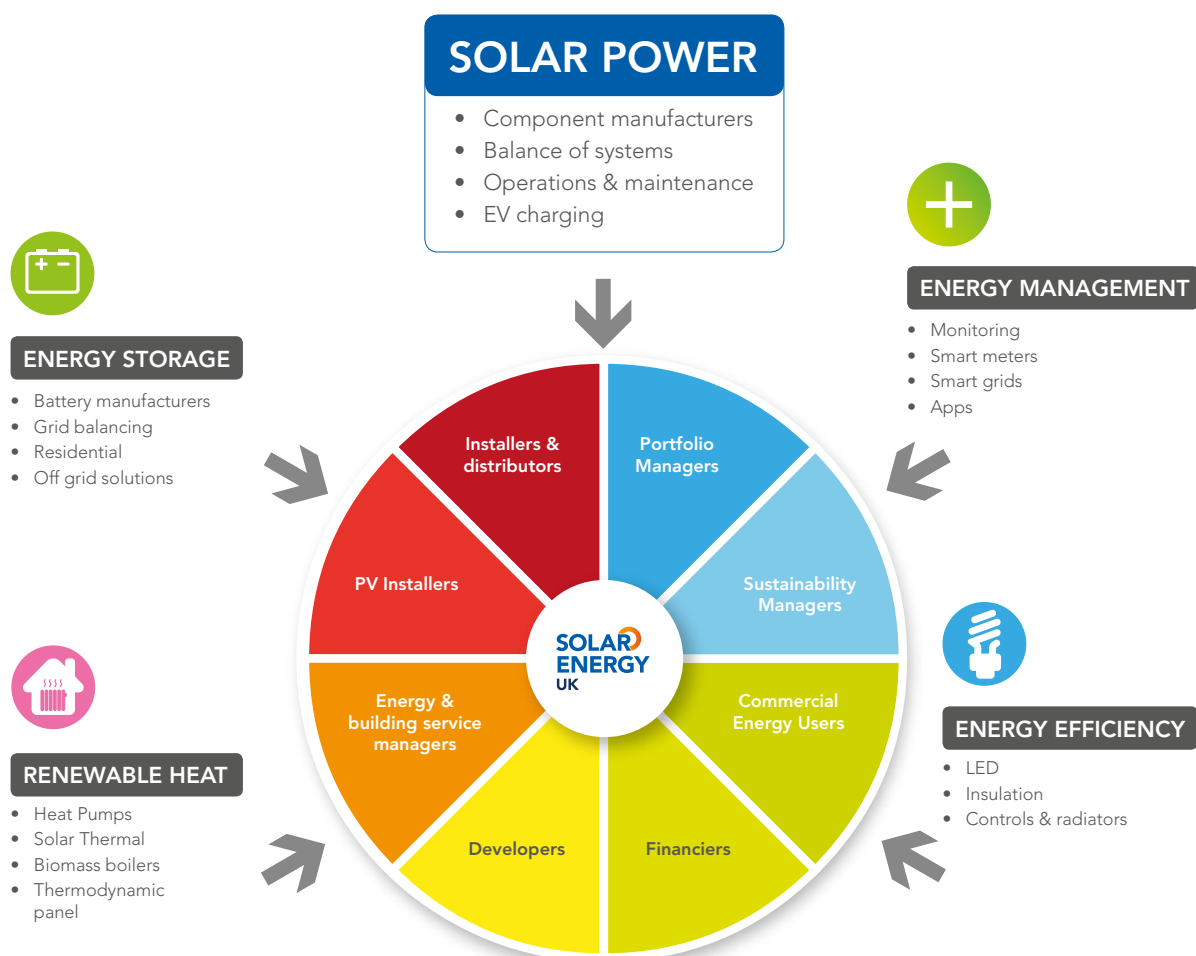 SOLAR POWER
• Component manufacturers
• Balance of systems
• Operations & maintenance
• EV charging
ENERGY STORAGE
• Battery manufacturers
• Grid balancing
• Residential
• Off grid solutions
ENERGY MANAGEMENT
• Monitoring
• Smart meters
• Smart grids
• Apps
Installers &
distributors
Portfolio
Managers
PV Installers
Sustainability
Managers
SOLAR
ENERGY
UK
Energy &
building service
managers
Commercial
Energy Users
Developers
Financiers
RENEWABLE HEAT
• Heat Pumps
• Solar Thermal
• Biomass boilers
• Thermodynamic
panel
ENERGY EFFICIENCY
• LED
• Insulation
• Controls & radiators